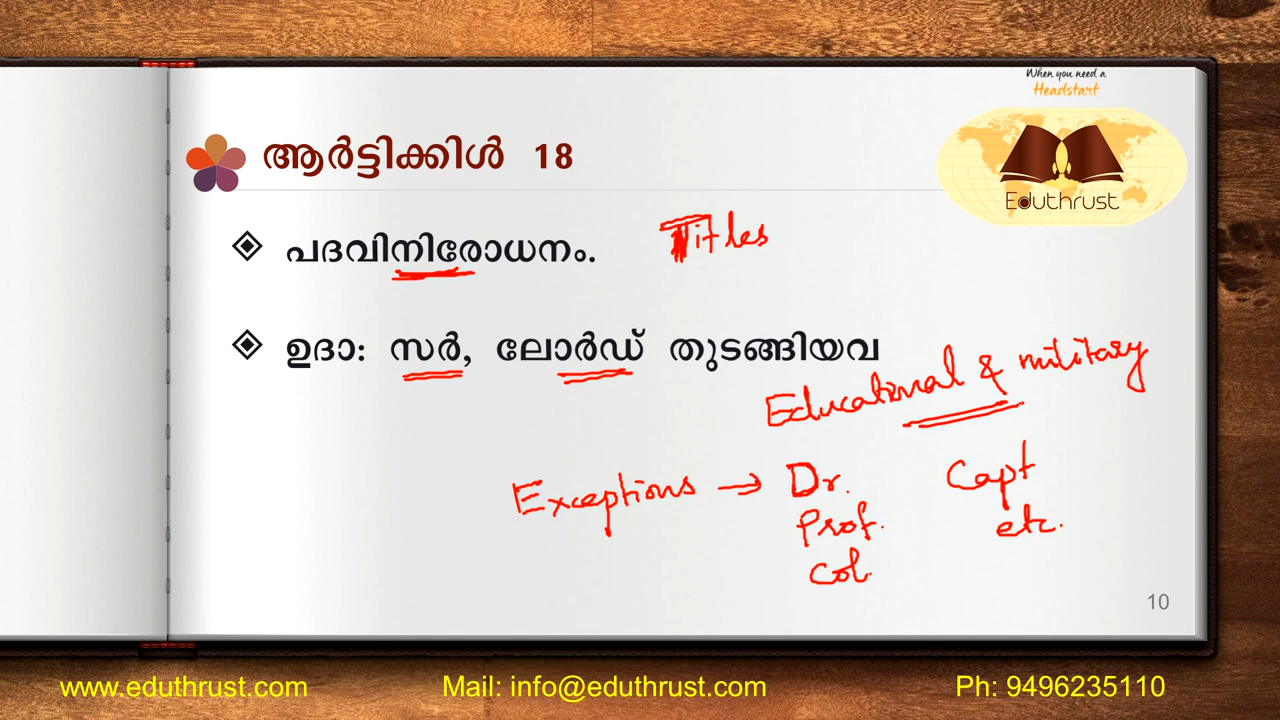 When you need a
Headstart
Eduthrust
ആർട്ടിക്കിൾ 18
പദവിനിരോധനം. Titles
ഉദാ: സർ, ലോർഡ് തുടങ്ങിയവ
Educational & military
Exceptions → Dr. Capt
Prof. etc.
Col.
10
www.eduthrust.com Mail: info@eduthrust.com Ph: 9496235110